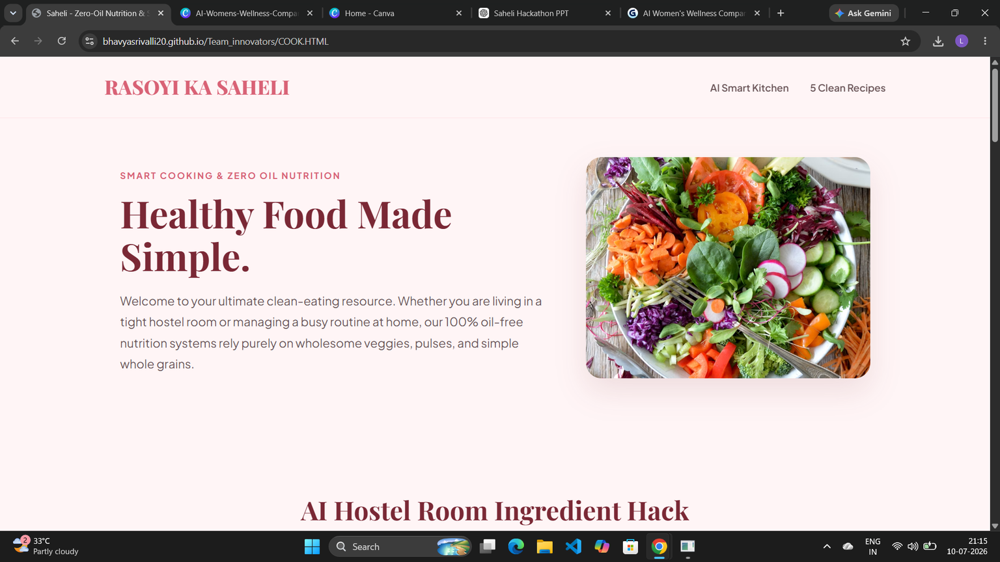 Saheli - Zero-Oil Nutrition &
AI-Womens-Wellness-Compa
Home - Canva
Saheli Hackathon PPT
AI Women's Wellness Compar
Ask Gemini
bhavyasrivalli20.github.io/Team_innovators/COOK.HTML
L
RASOYI KA SAHELI
AI Smart Kitchen
5 Clean Recipes
SMART COOKING & ZERO OIL NUTRITION
Healthy Food Made
Simple.
Welcome to your ultimate clean-eating resource. Whether you are living in a
tight hostel room or managing a busy routine at home, our 100% oil-free
nutrition systems rely purely on wholesome veggies, pulses, and simple
whole grains.
AI Hostel Room Ingredient Hack
2
33°C
Partly cloudy
Search
ENG
IN
21:15
10-07-2026